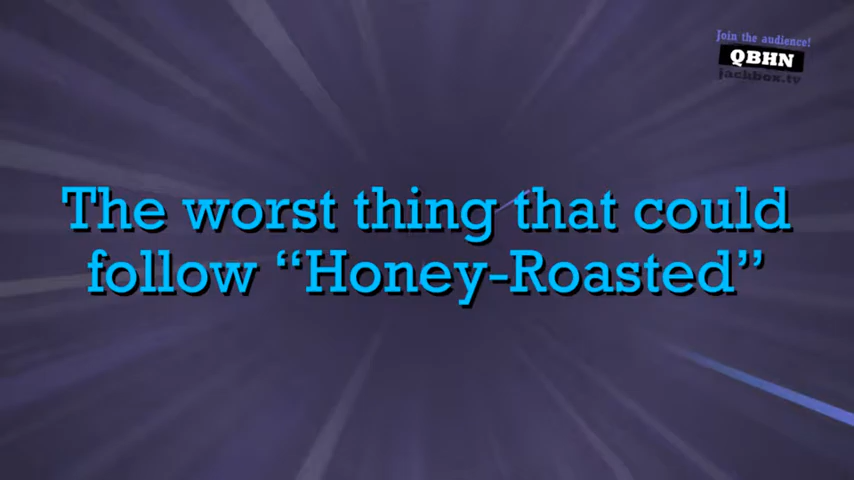 Join the audience!
QBHN
jackbox.tv
The worst thing that could
follow “Honey-Roasted”